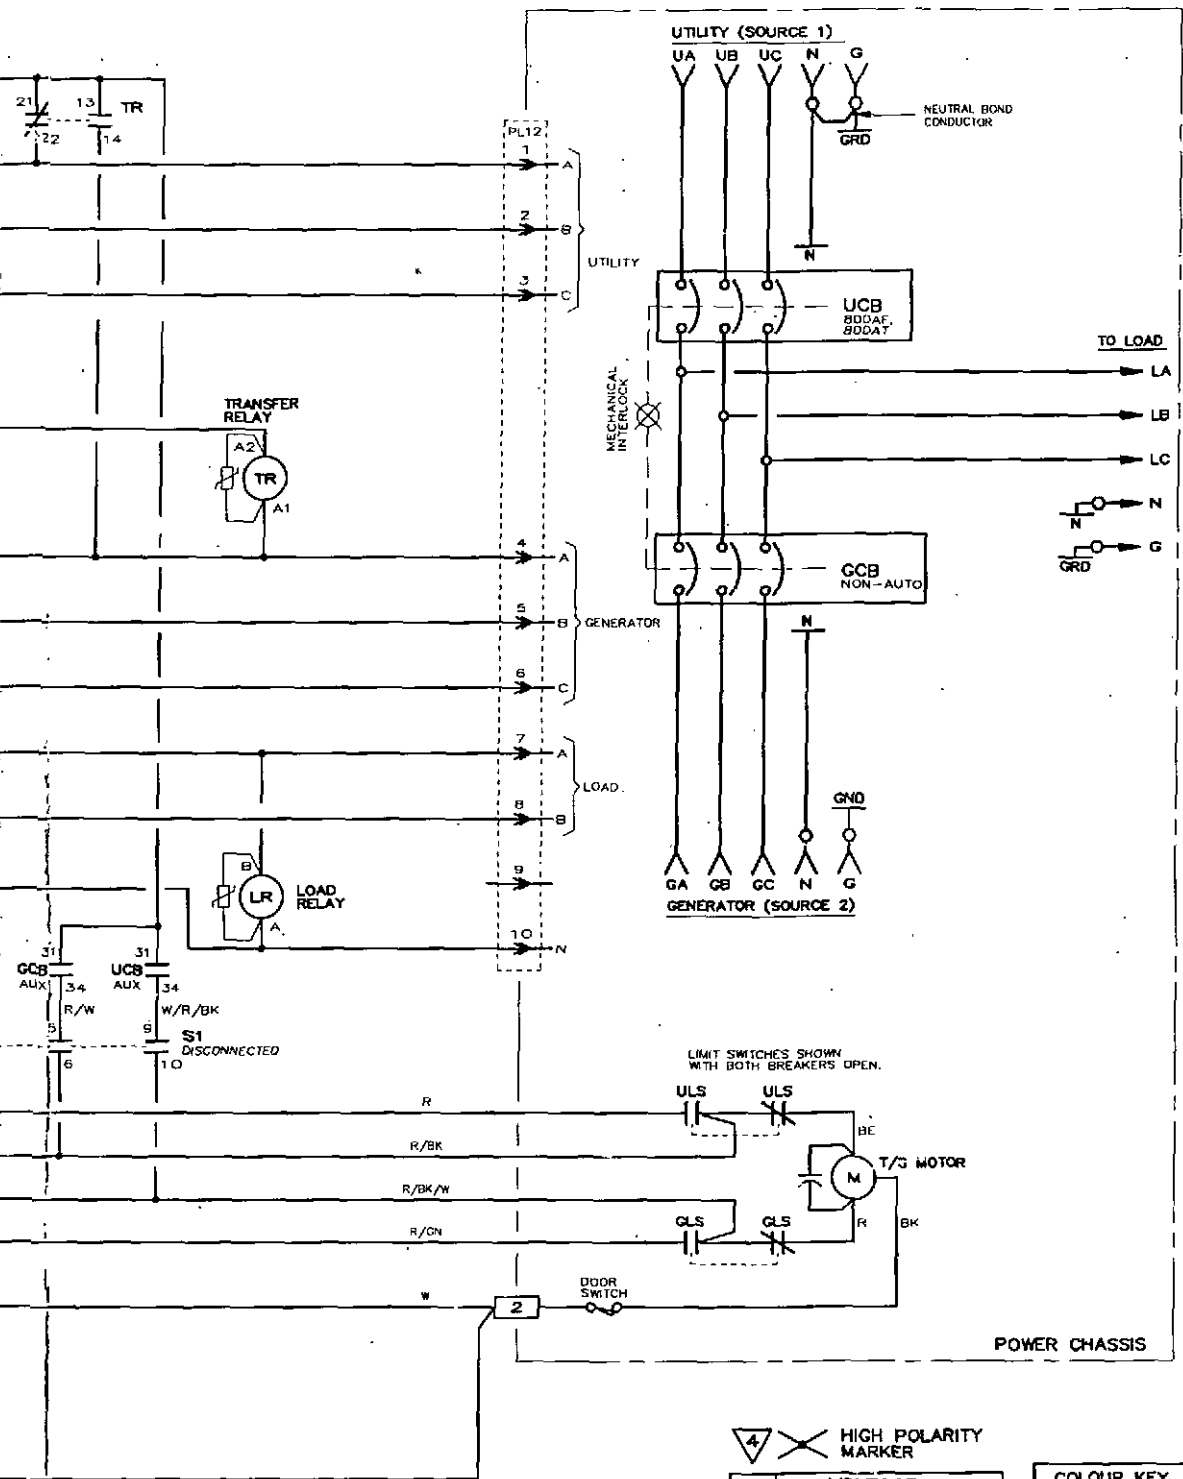 UTILITY (SOURCE 1)
UA UB UC N G
NEUTRAL BOND
CONDUCTOR
GRD
N
21 22
13 14
TR
PL12
1 A
2 B
3 C
UTILITY
UCB
800AF,
800AT
MECHANICAL
INTERLOCK
TO LOAD
LA
LB
LC
N
N
G
GRD
TRANSFER
RELAY
A2
TR
A1
4 A
5 B
6 C
GENERATOR
GCB
NON-AUTO
N
7 A
8 B
LOAD
9
10 N
B
LR
A
LOAD
RELAY
GND
GA GB GC N G
GENERATOR (SOURCE 2)
31
GCB
AUX
34
R/W
31
UCB
AUX
34
W/R/BK
5
6
9
10
S1
DISCONNECTED
LIMIT SWITCHES SHOWN
WITH BOTH BREAKERS OPEN.
ULS ULS
R
BE
R/BK
M
T/S MOTOR
R/BK/W
GLS GLS
R
BK
R/GN
DOOR
SWITCH
W
2
POWER CHASSIS
4
HIGH POLARITY
MARKER
COLOUR KEY